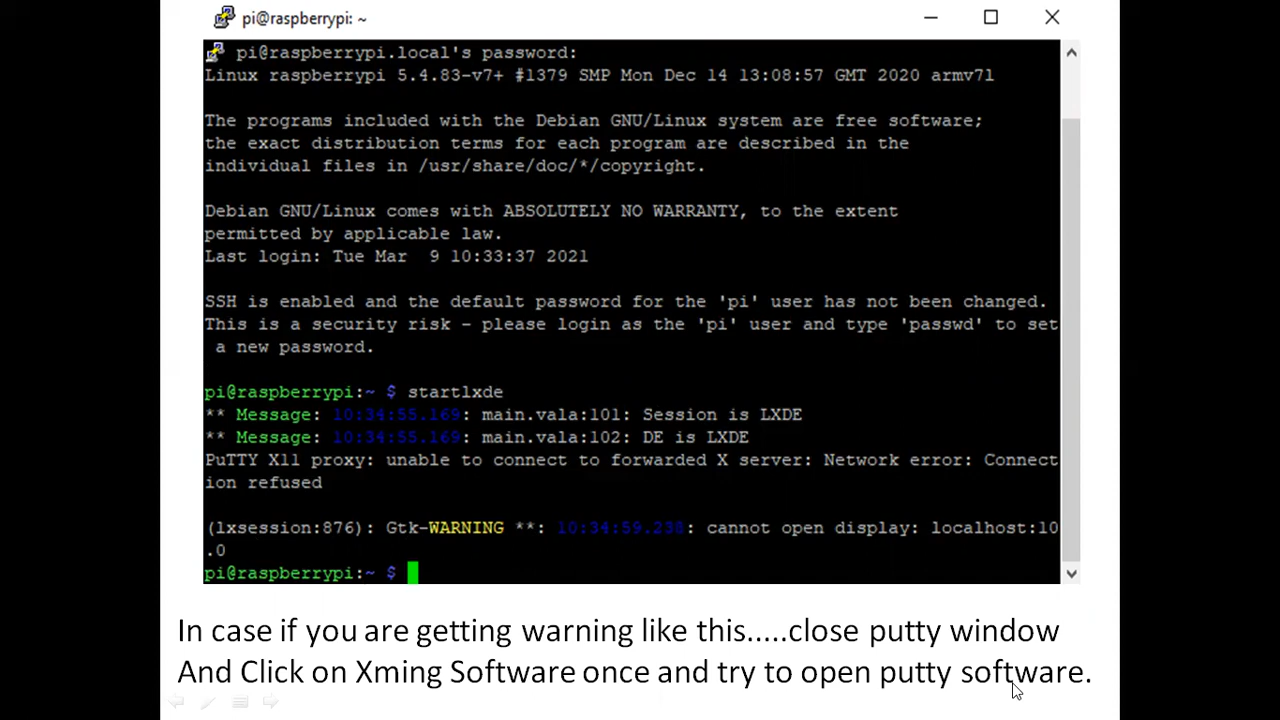 pi@raspberrypi: ~
pi@raspberrypi.local's password:
Linux raspberrypi 5.4.83-v7+ #1379 SMP Mon Dec 14 13:08:57 GMT 2020 armv7l
The programs included with the Debian GNU/Linux system are free software;
the exact distribution terms for each program are described in the
individual files in /usr/share/doc/*/copyright.
Debian GNU/Linux comes with ABSOLUTELY NO WARRANTY, to the extent
permitted by applicable law.
Last login: Tue Mar  9 10:33:37 2021
SSH is enabled and the default password for the 'pi' user has not been changed.
This is a security risk - please login as the 'pi' user and type 'passwd' to set
 a new password.
pi@raspberrypi:~ $ startlxde
** Message: 10:34:55.169: main.vala:101: Session is LXDE
** Message: 10:34:55.169: main.vala:102: DE is LXDE
PuTTY X11 proxy: unable to connect to forwarded X server: Network error: Connect
ion refused
(lxsession:876): Gtk-WARNING **: 10:34:59.238: cannot open display: localhost:10
.0
pi@raspberrypi:~ $
In case if you are getting warning like this.....close putty window
And Click on Xming Software once and try to open putty software.